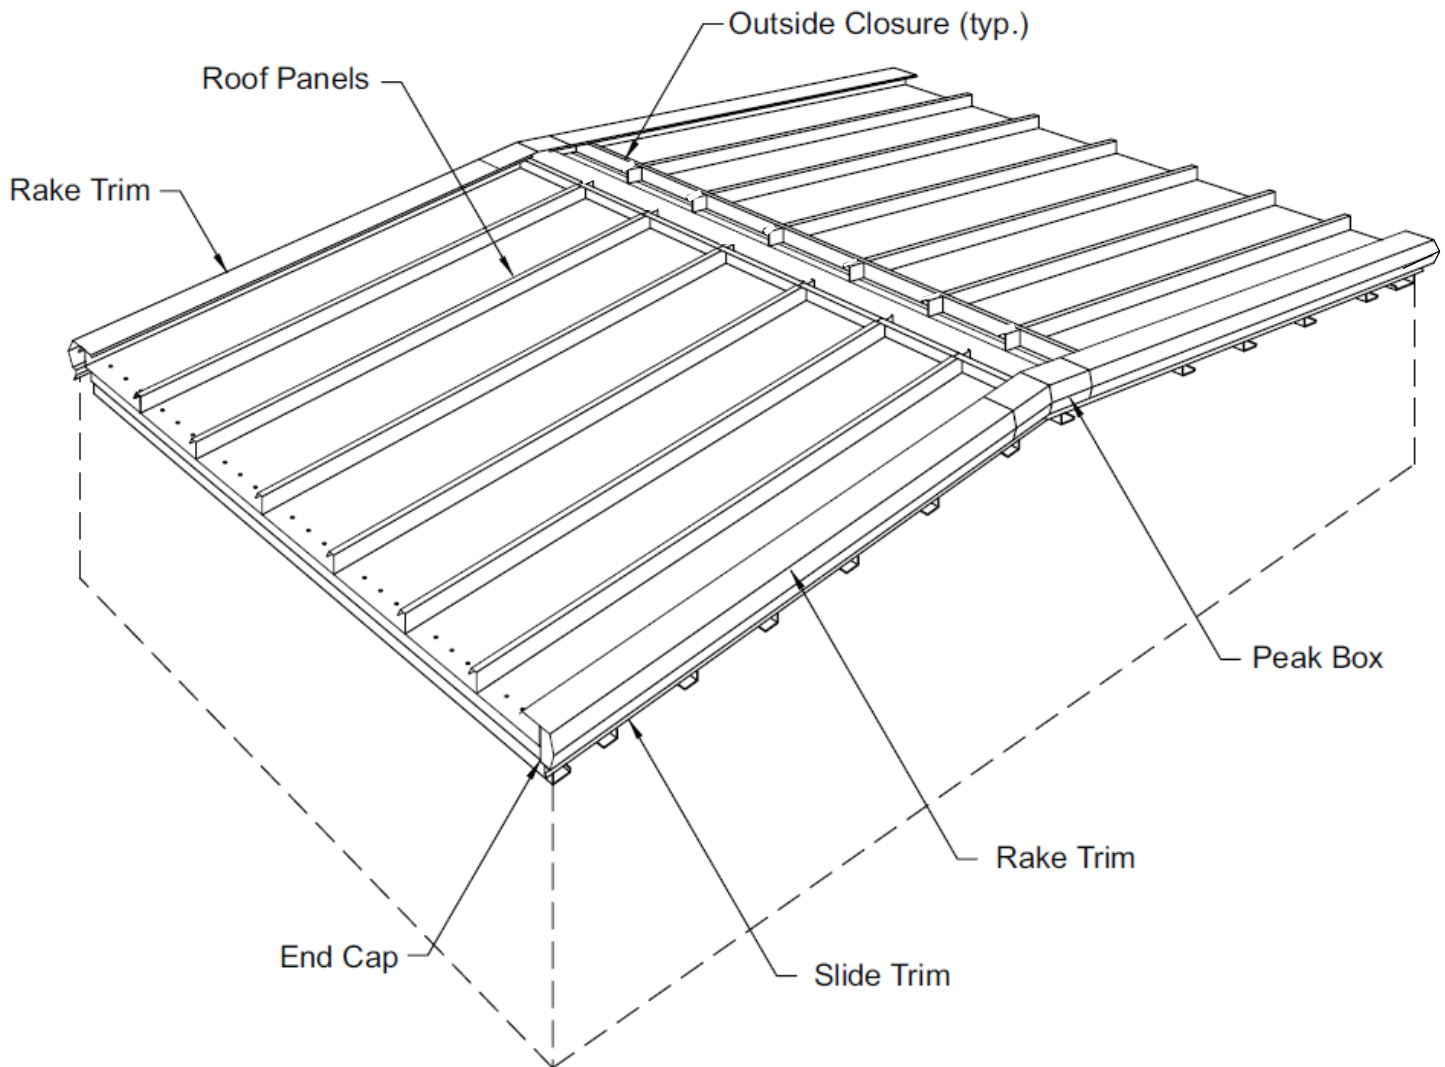 Outside Closure (typ.)
Roof Panels
Rake Trim
Peak Box
Rake Trim
End Cap
Slide Trim